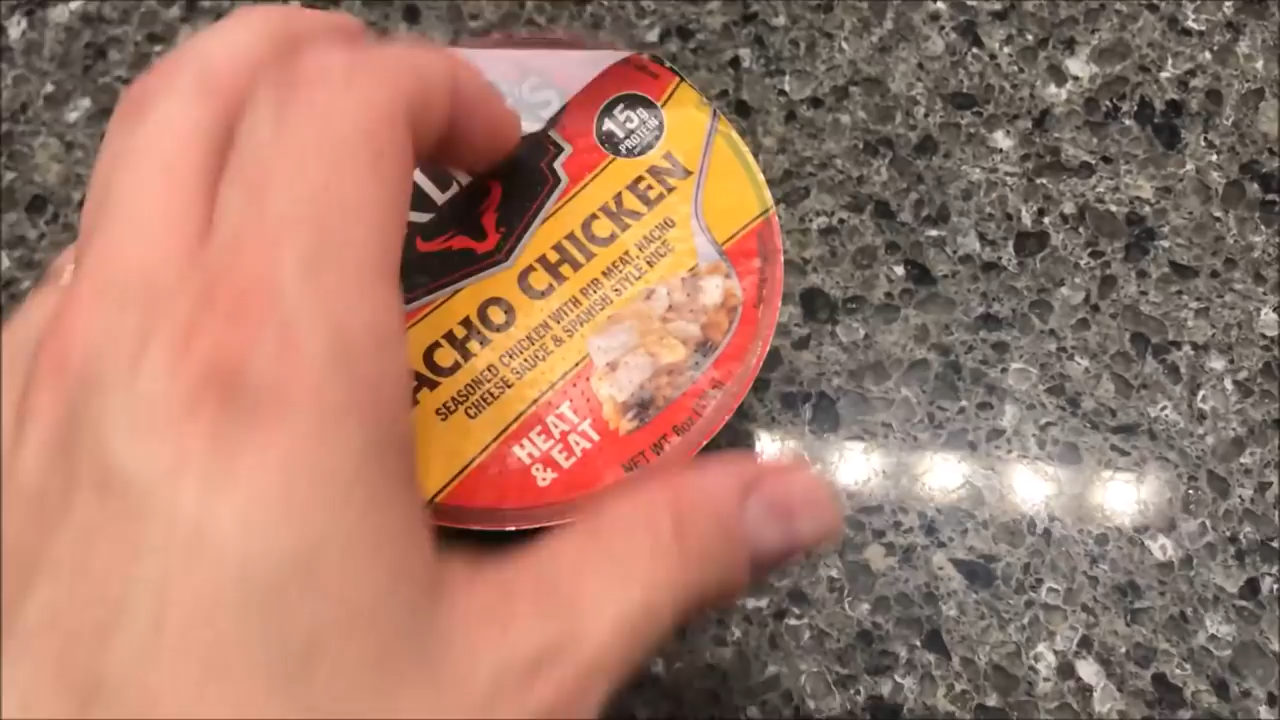 'S
15g
PROTEIN
ACHO CHICKEN
SEASONED CHICKEN WITH RIB MEAT, NACHO
CHEESE SAUCE & SPANISH STYLE RICE
HEAT
& EAT
NET WT 6oz